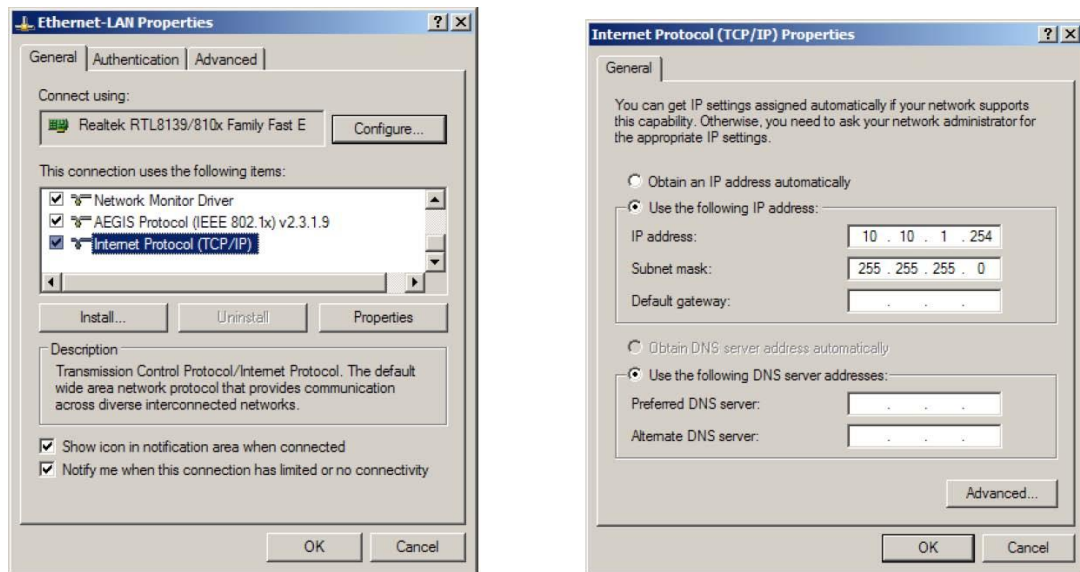 Ethernet-LAN Properties
General Authentication Advanced
Connect using:
Realtek RTL8139/810x Family Fast E
Configure...
This connection uses the following items:
Network Monitor Driver
AEGIS Protocol (IEEE 802.1x) v2.3.1.9
Internet Protocol (TCP/IP)
Install... Uninstall Properties
Description
Transmission Control Protocol/Internet Protocol. The default
wide area network protocol that provides communication
across diverse interconnected networks.
Show icon in notification area when connected
Notify me when this connection has limited or no connectivity
OK Cancel
Internet Protocol (TCP/IP) Properties
General
You can get IP settings assigned automatically if your network supports
this capability. Otherwise, you need to ask your network administrator for
the appropriate IP settings.
Obtain an IP address automatically
Use the following IP address:
IP address: 10 . 10 . 1 . 254
Subnet mask: 255 . 255 . 255 . 0
Default gateway: . . .
Obtain DNS server address automatically
Use the following DNS server addresses:
Preferred DNS server: . . .
Alternate DNS server: . . .
Advanced...
OK Cancel